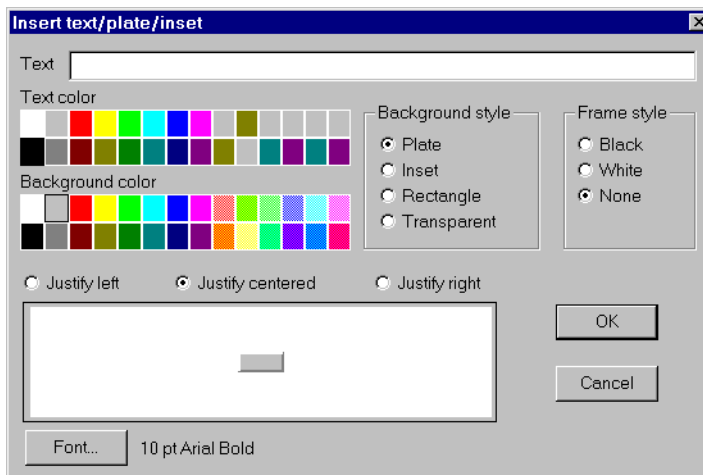 Insert text/plate/inset
Text
Text color
Background color
Background style
Plate
Inset
Rectangle
Transparent
Frame style
Black
White
None
Justify left
Justify centered
Justify right
OK
Cancel
Font...
10 pt Arial Bold